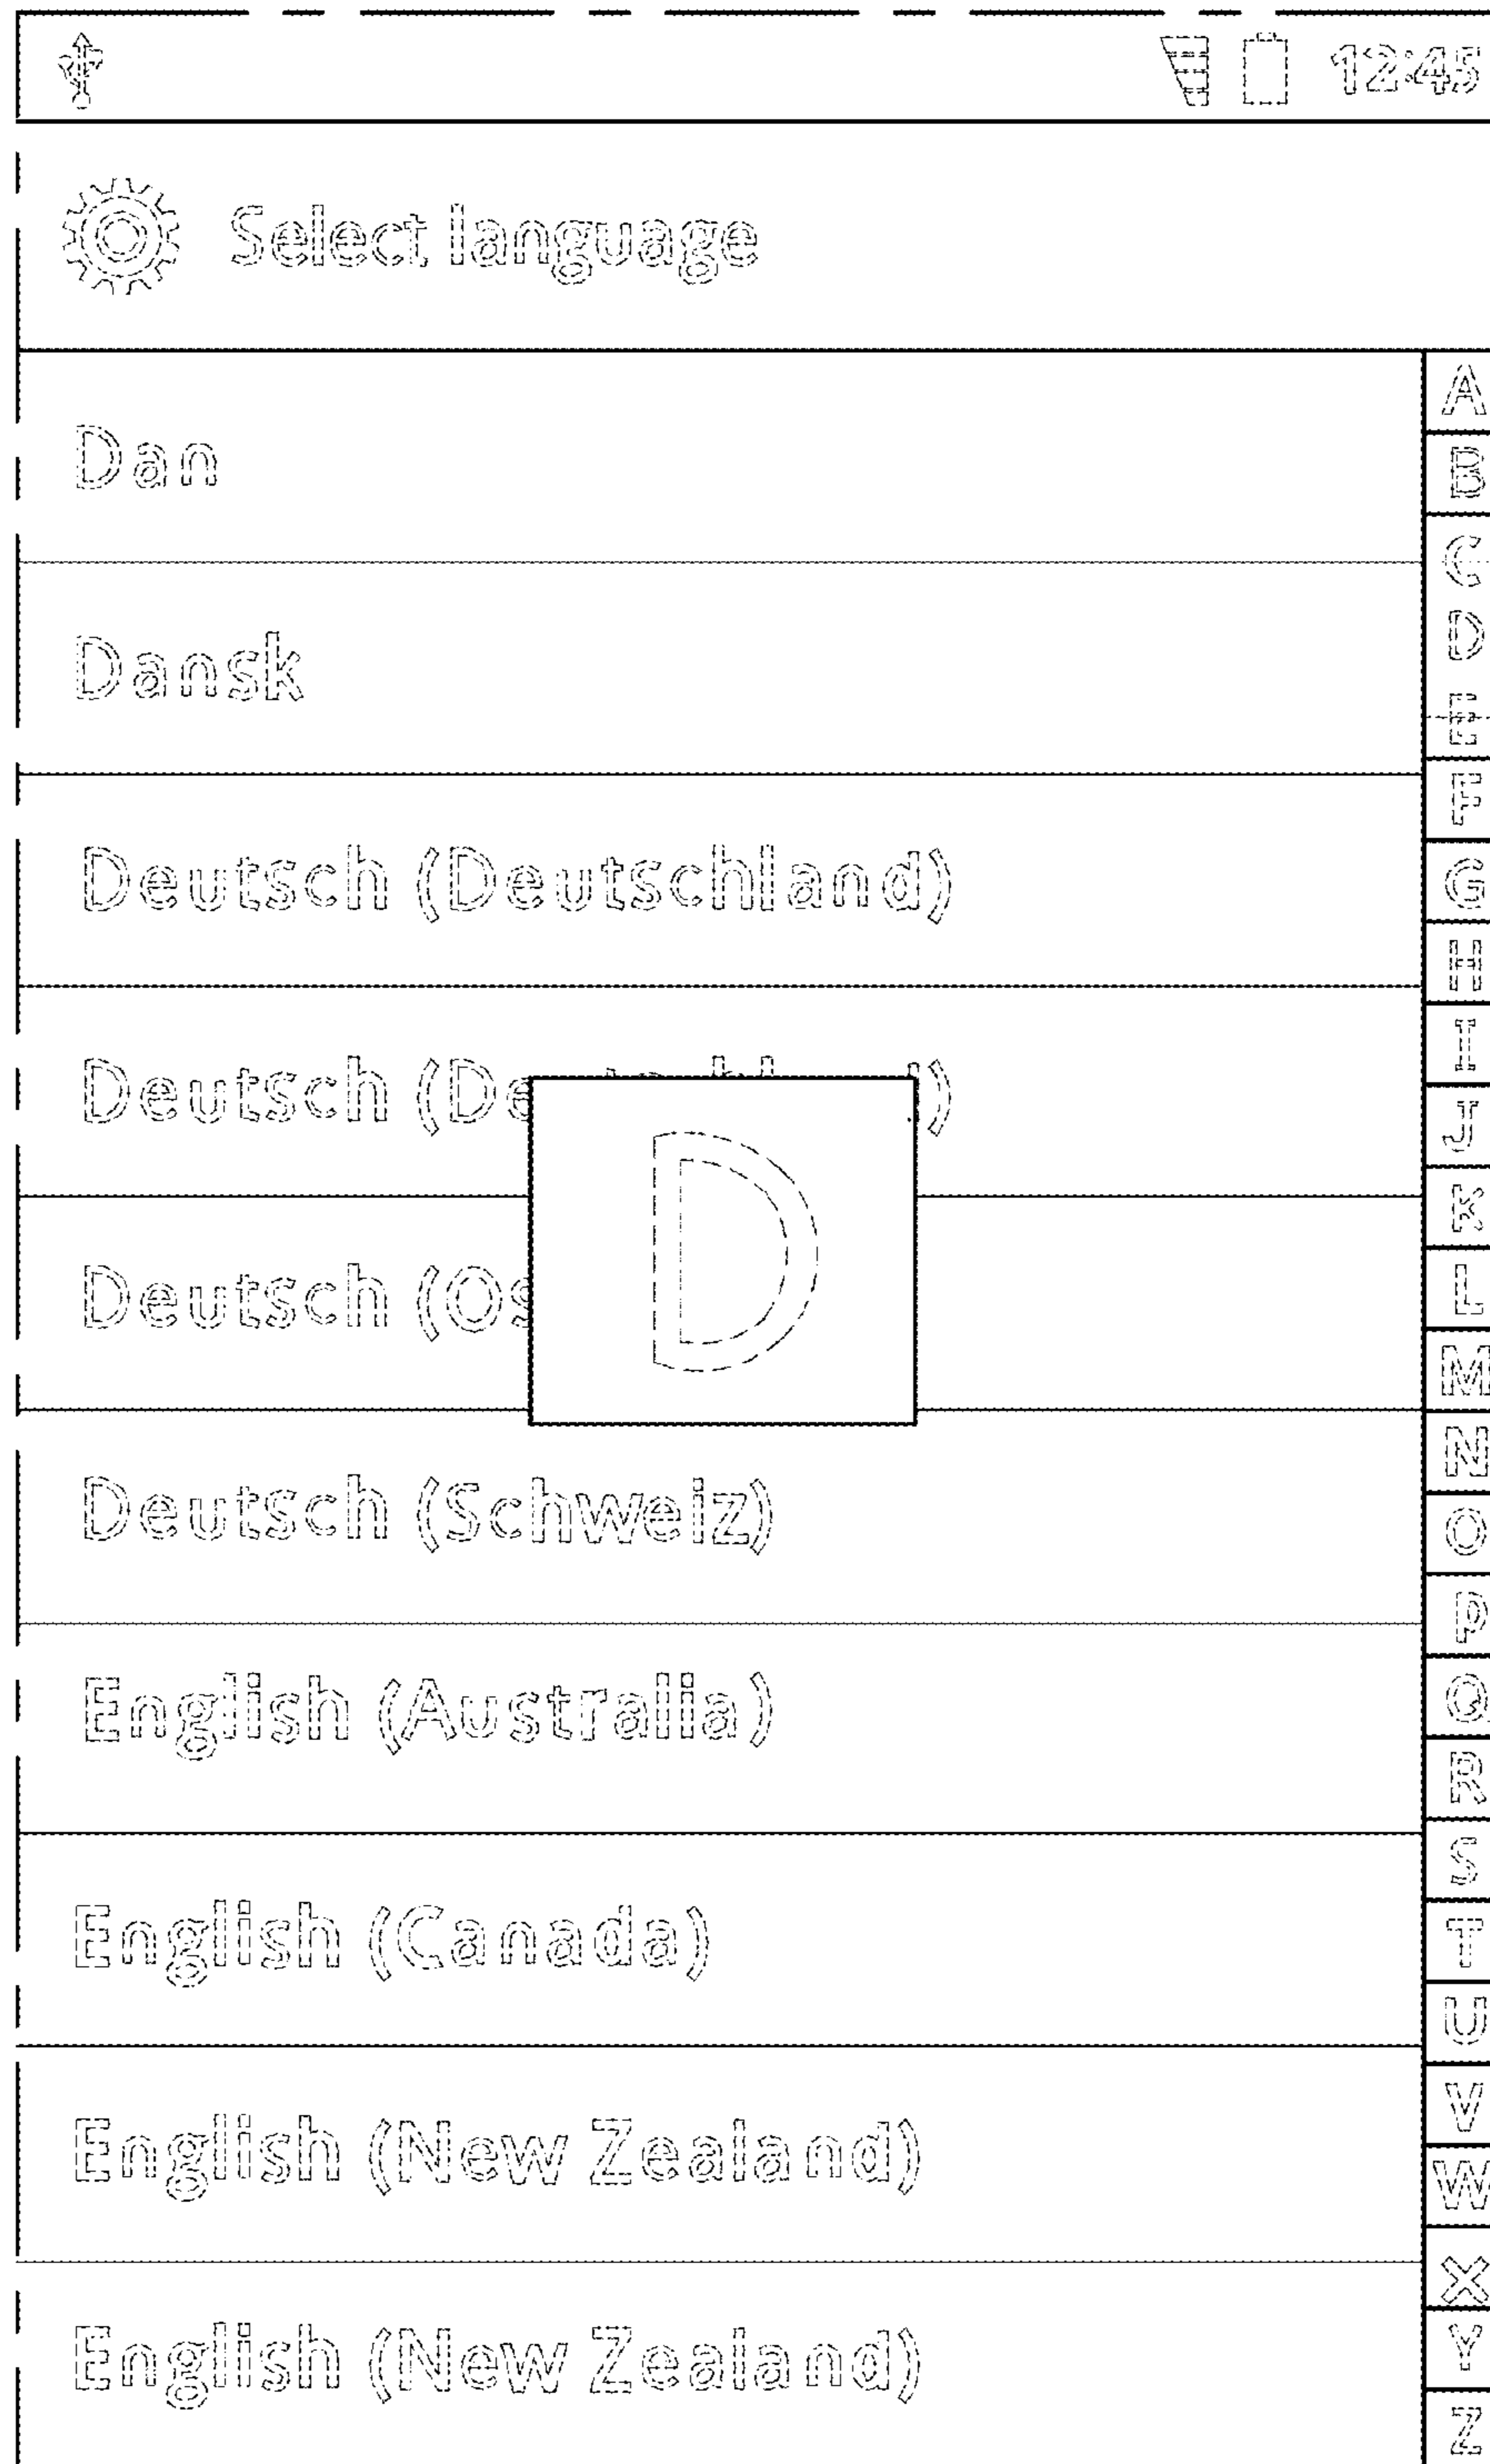 12:45
Select language
Dan
Dansk
Deutsch (Deutschland)
Deutsch
Deutsch
D
Deutsch (Schweiz)
English (Australia)
English (Canada)
English (New Zealand)
English (New Zealand)
A
B
C
D
E
F
G
H
I
J
K
L
M
N
O
P
Q
R
S
T
U
V
W
X
Y
Z